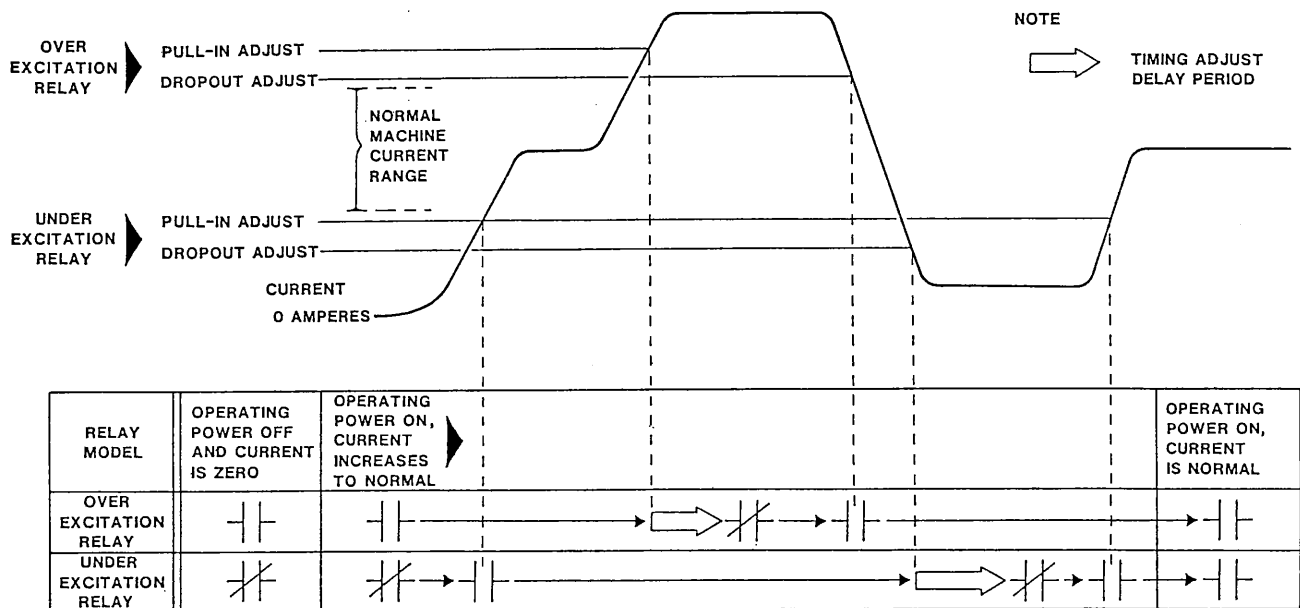 OVER
EXCITATION
RELAY
PULL-IN ADJUST
DROPOUT ADJUST
NORMAL
MACHINE
CURRENT
RANGE
NOTE
TIMING ADJUST
DELAY PERIOD
UNDER
EXCITATION
RELAY
PULL-IN ADJUST
DROPOUT ADJUST
CURRENT
0 AMPERES
RELAY
MODEL
OPERATING
POWER OFF
AND CURRENT
IS ZERO
OPERATING
POWER ON,
CURRENT
INCREASES
TO NORMAL
OPERATING
POWER ON,
CURRENT
IS NORMAL
OVER
EXCITATION
RELAY
UNDER
EXCITATION
RELAY